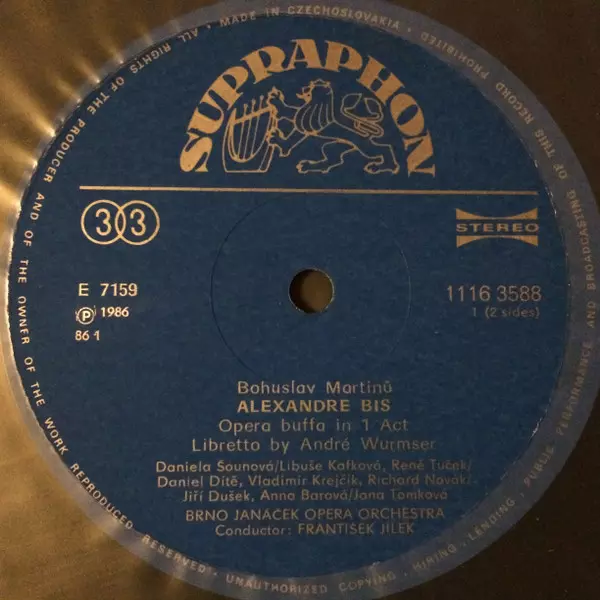 MADE IN CZECHOSLOVAKIA • ALL RIGHTS OF THE PRODUCER AND OF THE OWNER OF THE WORK REPRODUCED RESERVED • UNAUTHORIZED COPYING, HIRING, LENDING, PUBLIC PERFORMANCE AND BROADCASTING OF THIS RECORD PROHIBITED •
SUPRAPHON
33
STEREO
E 7159
1116 3588
℗ 1986
1 (2 sides)
86 1
Bohuslav Martinů
ALEXANDRE BIS
Opera buffa in 1 Act
Libretto by André Wurmser
Daniela Sounová/Libuše Kafková, René Tuček/
Daniel Dítě, Vladimír Krejčík, Richard Novák/
Jiří Dušek, Anna Barová/Jana Tomková
BRNO JANÁČEK OPERA ORCHESTRA
Conductor: FRANTIŠEK JÍLEK